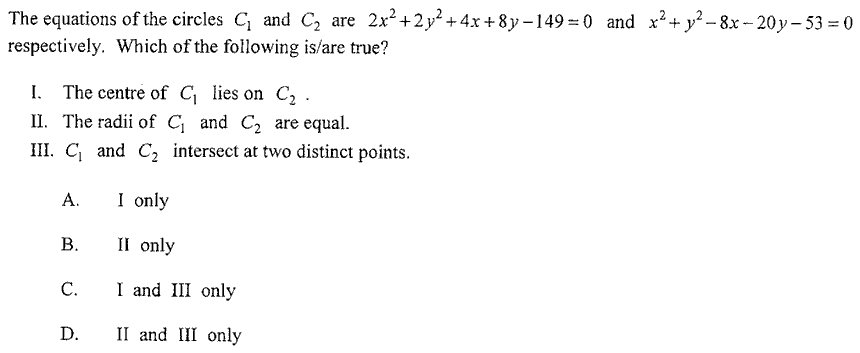 The equations of the circles C₁ and C₂ are 2x²+2y²+4x+8y−149=0 and x²+y²−8x−20y−53=0
respectively. Which of the following is/are true?
I. The centre of C₁ lies on C₂ .
II. The radii of C₁ and C₂ are equal.
III. C₁ and C₂ intersect at two distinct points.
A. I only
B. II only
C. I and III only
D. II and III only